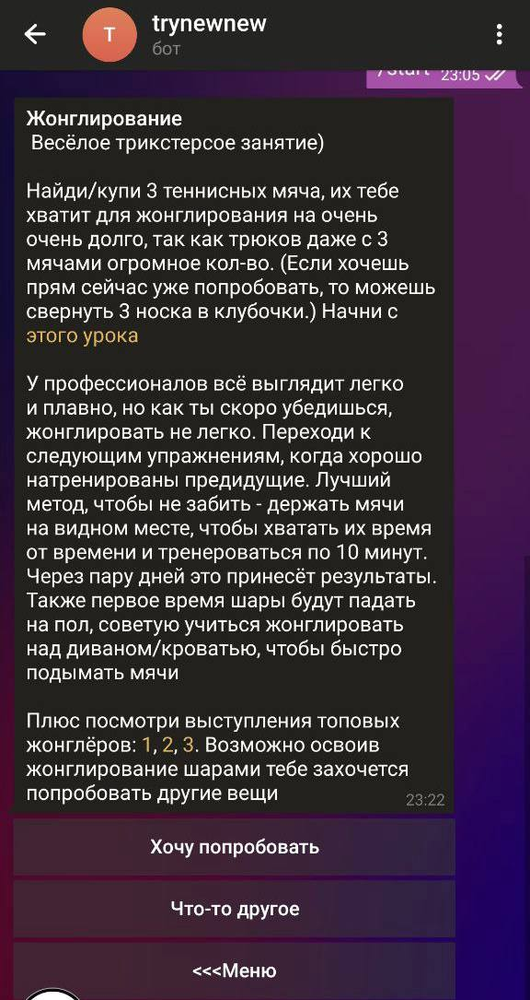 trynewnew
Т
бот
/start 23:05
Жонглирование
Весёлое трикстерсое занятие)
Найди/купи 3 теннисных мяча, их тебе
хватит для жонглирования на очень
очень долго, так как трюков даже с 3
мячами огромное кол-во. (Если хочешь
прям сейчас уже попробовать, то можешь
свернуть 3 носка в клубочки.) Начни с
этого урока
У профессионалов всё выглядит легко
и плавно, но как ты скоро убедишься,
жонглировать не легко. Переходи к
следующим упражнениям, когда хорошо
натренированы предидущие. Лучший
метод, чтобы не забить - держать мячи
на видном месте, чтобы хватать их время
от времени и тренероваться по 10 минут.
Через пару дней это принесёт результаты.
Также первое время шары будут падать
на пол, советую учиться жонглировать
над диваном/кроватью, чтобы быстро
подымать мячи
Плюс посмотри выступления топовых
жонглёров: 1, 2, 3. Возможно освоив
жонглирование шарами тебе захочется
попробовать другие вещи
23:22
Хочу попробовать
Что-то другое
<<<Меню